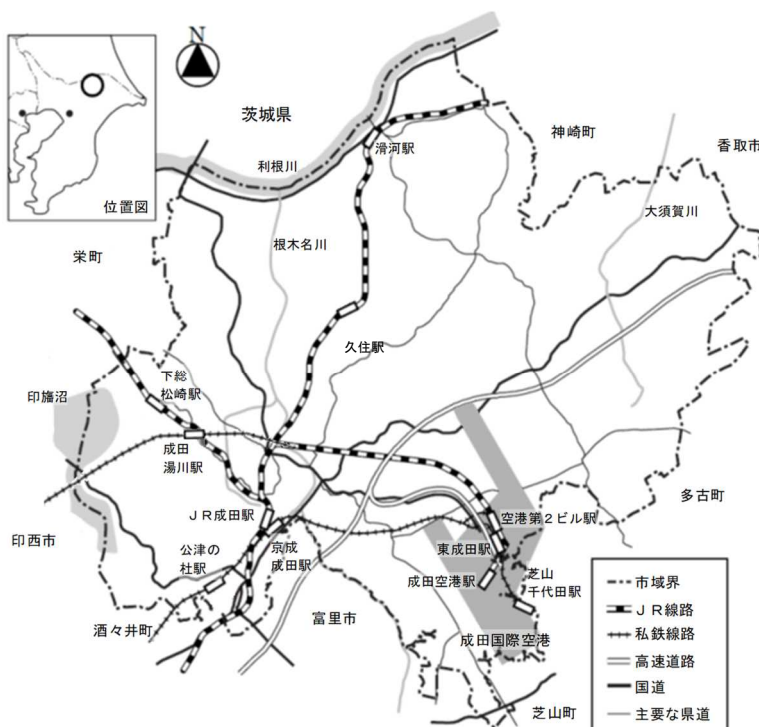 N
位置図
茨城県
利根川
滑河駅
神崎町
香取市
大須賀川
根木名川
栄町
久住駅
下総
松崎駅
印旛沼
成田
湯川駅
多古町
ＪＲ成田駅
空港第２ビル駅
印西市
公津の
杜駅
京成
成田駅
東成田駅
成田空港駅
芝山
千代田駅
酒々井町
富里市
成田国際空港
芝山町
市域界
ＪＲ線路
私鉄線路
高速道路
国道
主要な県道